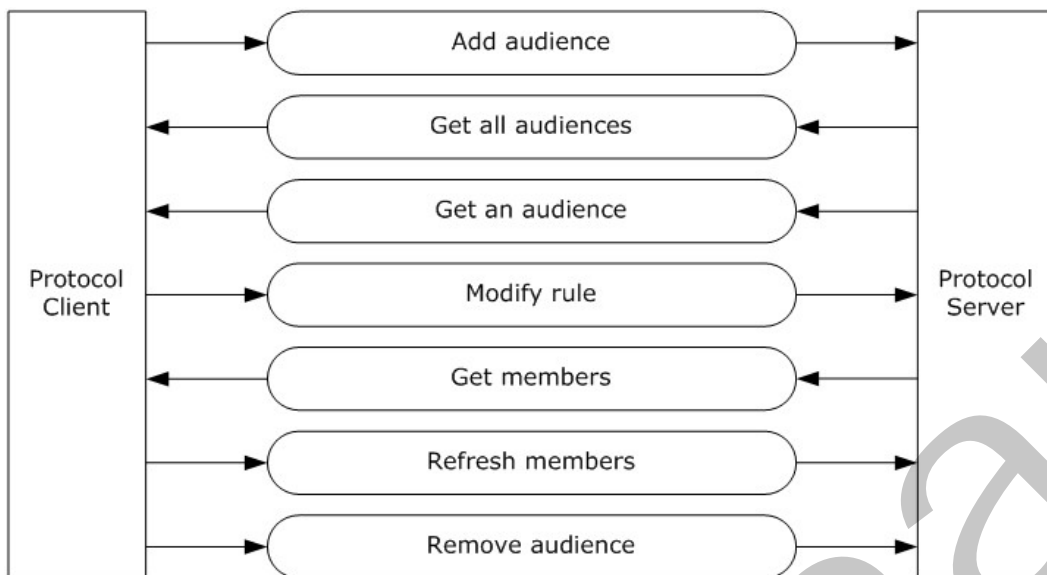 Add audience
Get all audiences
Get an audience
Protocol
Client
Modify rule
Protocol
Server
Get members
Refresh members
Remove audience